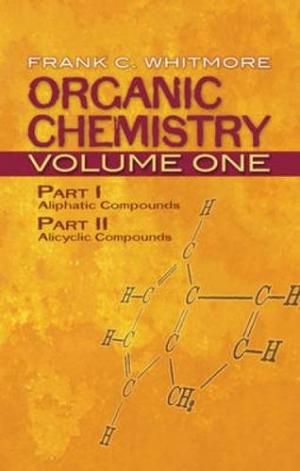 FRANK C. WHITMORE
ORGANIC
CHEMISTRY
VOLUME ONE
PART I
Aliphatic Compounds
PART II
Alicyclic Compounds
H
H
C
C
H-C
C
C-H
C
C
C-H
H
CH₂